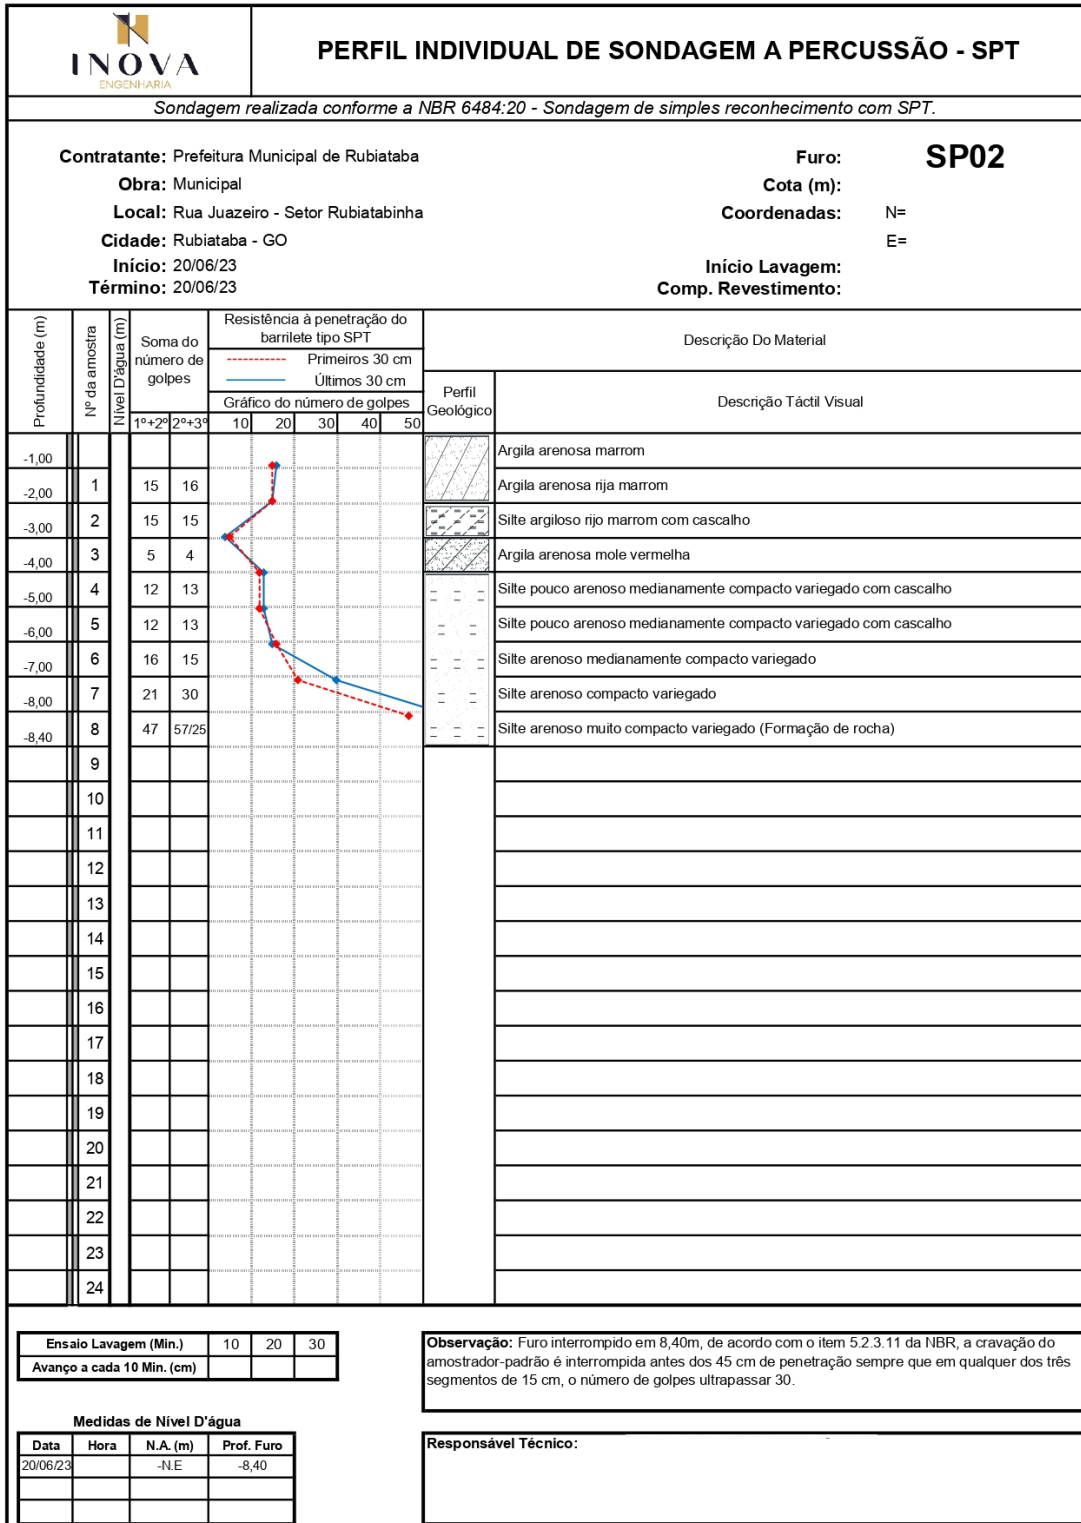 INOVA
ENGENHARIA
PERFIL INDIVIDUAL DE SONDAGEM A PERCUSSÃO - SPT
Sondagem realizada conforme a NBR 6484:20 - Sondagem de simples reconhecimento com SPT.
Contratante: Prefeitura Municipal de Rubiataba
Obra: Municipal
Local: Rua Juazeiro - Setor Rubiatabinha
Cidade: Rubiataba - GO
Início: 20/06/23
Término: 20/06/23
Furo: SP02
Cota (m):
Coordenadas: N=
E=
Início Lavagem:
Comp. Revestimento:
Profundidade (m)
Nº da amostra
Nível D'água (m)
Soma do
número de
golpes
1º+2º 2º+3º
Resistência à penetração do
barrilete tipo SPT
Primeiros 30 cm
Últimos 30 cm
Gráfico do número de golpes
10 20 30 40 50
Descrição Do Material
Perfil
Geológico
Descrição Táctil Visual
-1,00 Argila arenosa marrom
-2,00 1 15 16 Argila arenosa rija marrom
-3,00 2 15 15 Silte argiloso rijo marrom com cascalho
-4,00 3 5 4 Argila arenosa mole vermelha
-5,00 4 12 13 Silte pouco arenoso medianamente compacto variegado com cascalho
-6,00 5 12 13 Silte pouco arenoso medianamente compacto variegado com cascalho
-7,00 6 16 15 Silte arenoso medianamente compacto variegado
-8,00 7 21 30 Silte arenoso compacto variegado
-8,40 8 47 57/25 Silte arenoso muito compacto variegado (Formação de rocha)
9
10
11
12
13
14
15
16
17
18
19
20
21
22
23
24
Ensaio Lavagem (Min.) 10 20 30
Avanço a cada 10 Min. (cm)
Observação: Furo interrompido em 8,40m, de acordo com o item 5.2.3.11 da NBR, a cravação do
amostrador-padrão é interrompida antes dos 45 cm de penetração sempre que em qualquer dos três
segmentos de 15 cm, o número de golpes ultrapassar 30.
Medidas de Nível D'água
Data Hora N.A. (m) Prof. Furo
20/06/23 -N.E -8,40
Responsável Técnico: